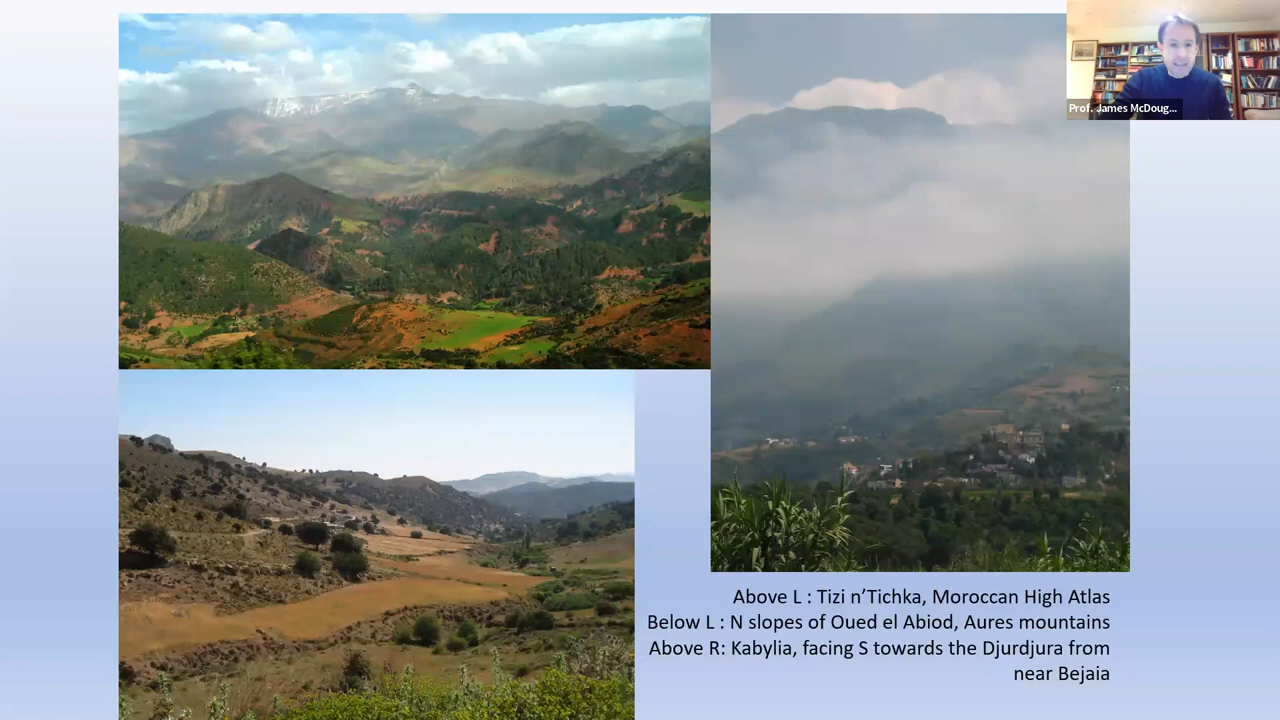 Prof. James McDoug...
Above L : Tizi n’Tichka, Moroccan High Atlas
Below L : N slopes of Oued el Abiod, Aures mountains
Above R: Kabylia, facing S towards the Djurdjura from
near Bejaia